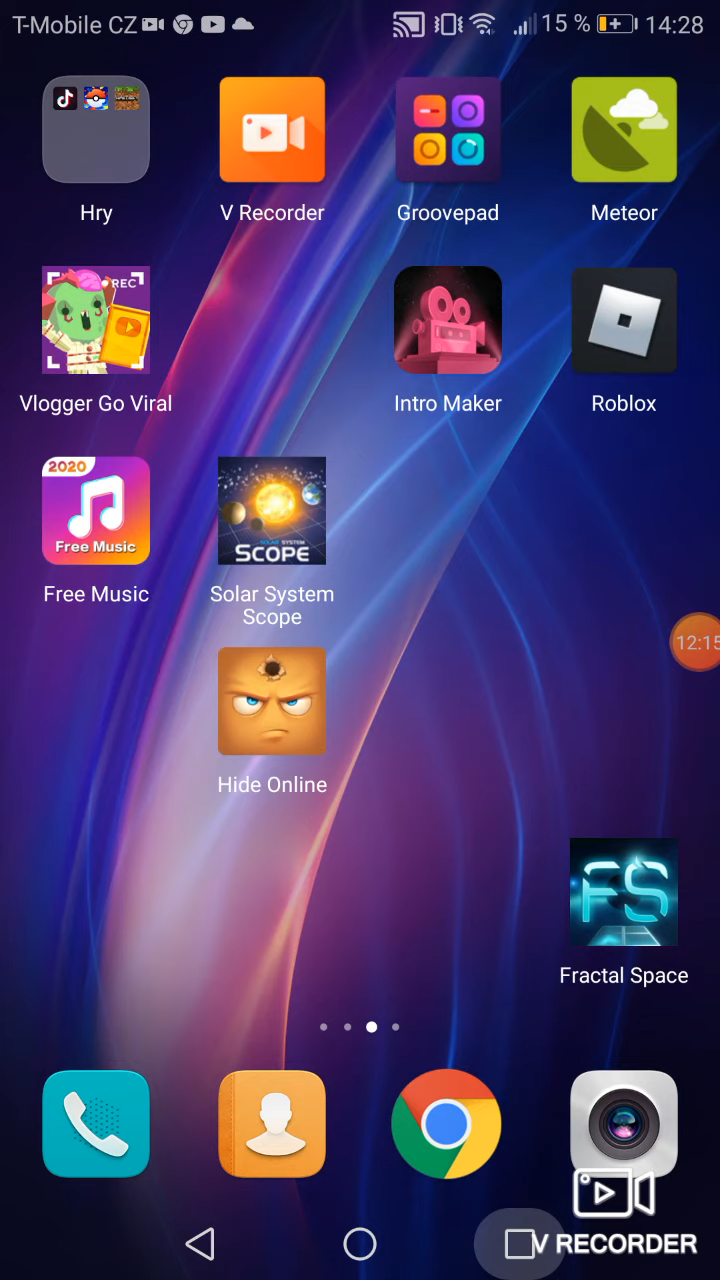 T-Mobile CZ 15 % 14:28
Hry
V Recorder
Groovepad
Meteor
REC
Vlogger Go Viral
Intro Maker
Roblox
2020
Free Music
Free Music
SOLAR SYSTEM
SCOPE
Solar System
Scope
12:15
Hide Online
FS
Fractal Space
V RECORDER